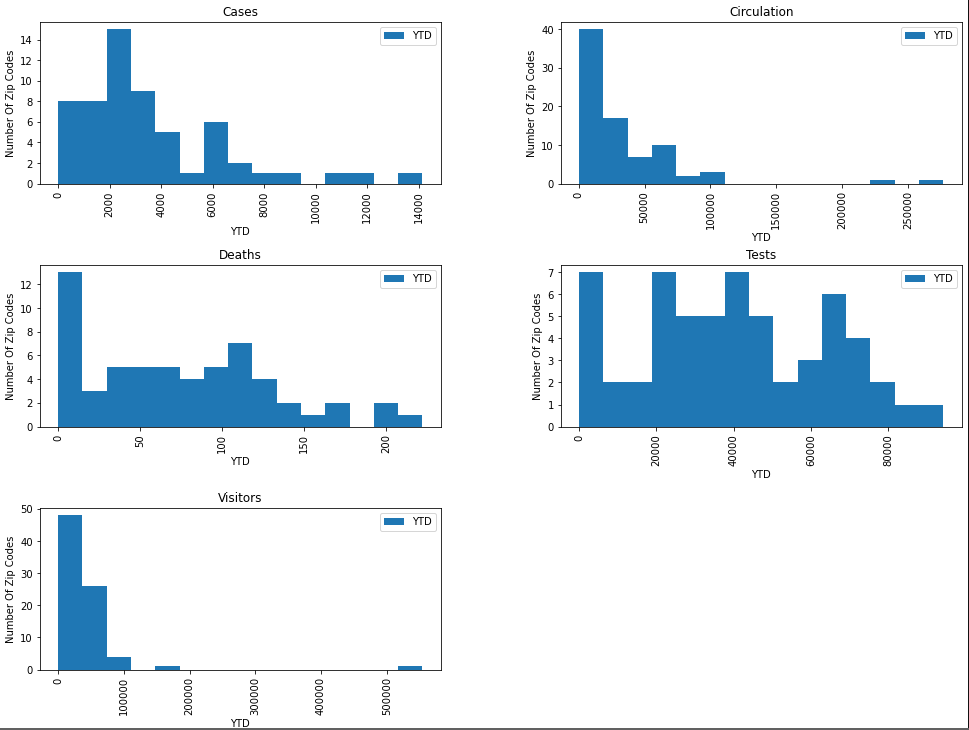 Cases
YTD
Number Of Zip Codes
14
12
10
8
6
4
2
0
0 2000 4000 6000 8000 10000 12000 14000
YTD
Circulation
YTD
Number Of Zip Codes
40
30
20
10
0
0 50000 100000 150000 200000 250000
YTD
Deaths
YTD
Number Of Zip Codes
12
10
8
6
4
2
0
0 50 100 150 200
YTD
Tests
YTD
Number Of Zip Codes
7
6
5
4
3
2
1
0
0 20000 40000 60000 80000
YTD
Visitors
YTD
Number Of Zip Codes
50
40
30
20
10
0
0 100000 200000 300000 400000 500000
YTD